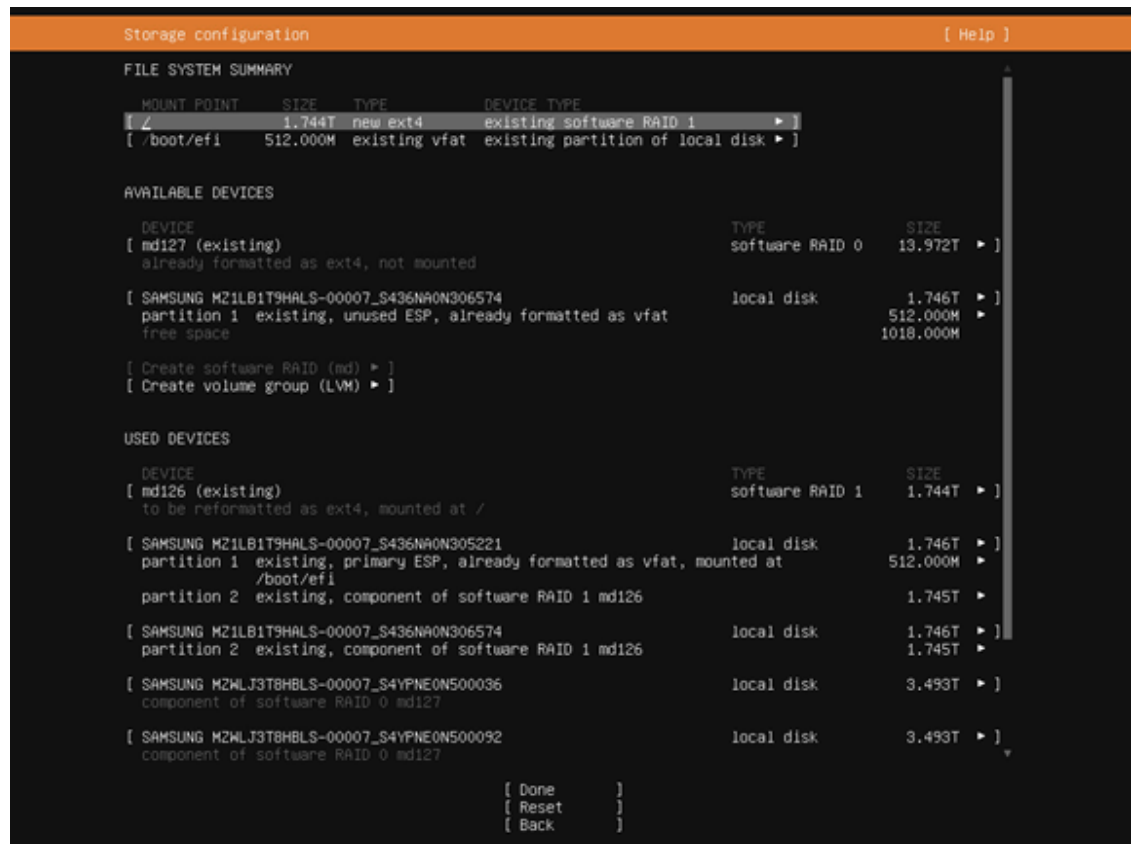 Storage configuration [ Help ]
FILE SYSTEM SUMMARY
MOUNT POINT SIZE TYPE DEVICE TYPE
[ / 1.744T new ext4 existing software RAID 1 ▸ ]
[ /boot/efi 512.000M existing vfat existing partition of local disk ▸ ]
AVAILABLE DEVICES
DEVICE TYPE SIZE
[ md127 (existing) software RAID 0 13.972T ▸ ]
already formatted as ext4, not mounted
[ SAMSUNG MZ1LB1T9HALS-00007_S436NA0N306574 local disk 1.746T ▸ ]
partition 1 existing, unused ESP, already formatted as vfat 512.000M ▸
free space 1018.000M
[ Create software RAID (md) ▸ ]
[ Create volume group (LVM) ▸ ]
USED DEVICES
DEVICE TYPE SIZE
[ md126 (existing) software RAID 1 1.744T ▸ ]
to be reformatted as ext4, mounted at /
[ SAMSUNG MZ1LB1T9HALS-00007_S436NA0N305221 local disk 1.746T ▸ ]
partition 1 existing, primary ESP, already formatted as vfat, mounted at 512.000M ▸
/boot/efi
partition 2 existing, component of software RAID 1 md126 1.745T ▸
[ SAMSUNG MZ1LB1T9HALS-00007_S436NA0N306574 local disk 1.746T ▸ ]
partition 2 existing, component of software RAID 1 md126 1.745T ▸
[ SAMSUNG MZWLJ3T8HBLS-00007_S4YPNE0N500036 local disk 3.493T ▸ ]
component of software RAID 0 md127
[ SAMSUNG MZWLJ3T8HBLS-00007_S4YPNE0N500092 local disk 3.493T ▸ ]
component of software RAID 0 md127
[ Done ]
[ Reset ]
[ Back ]